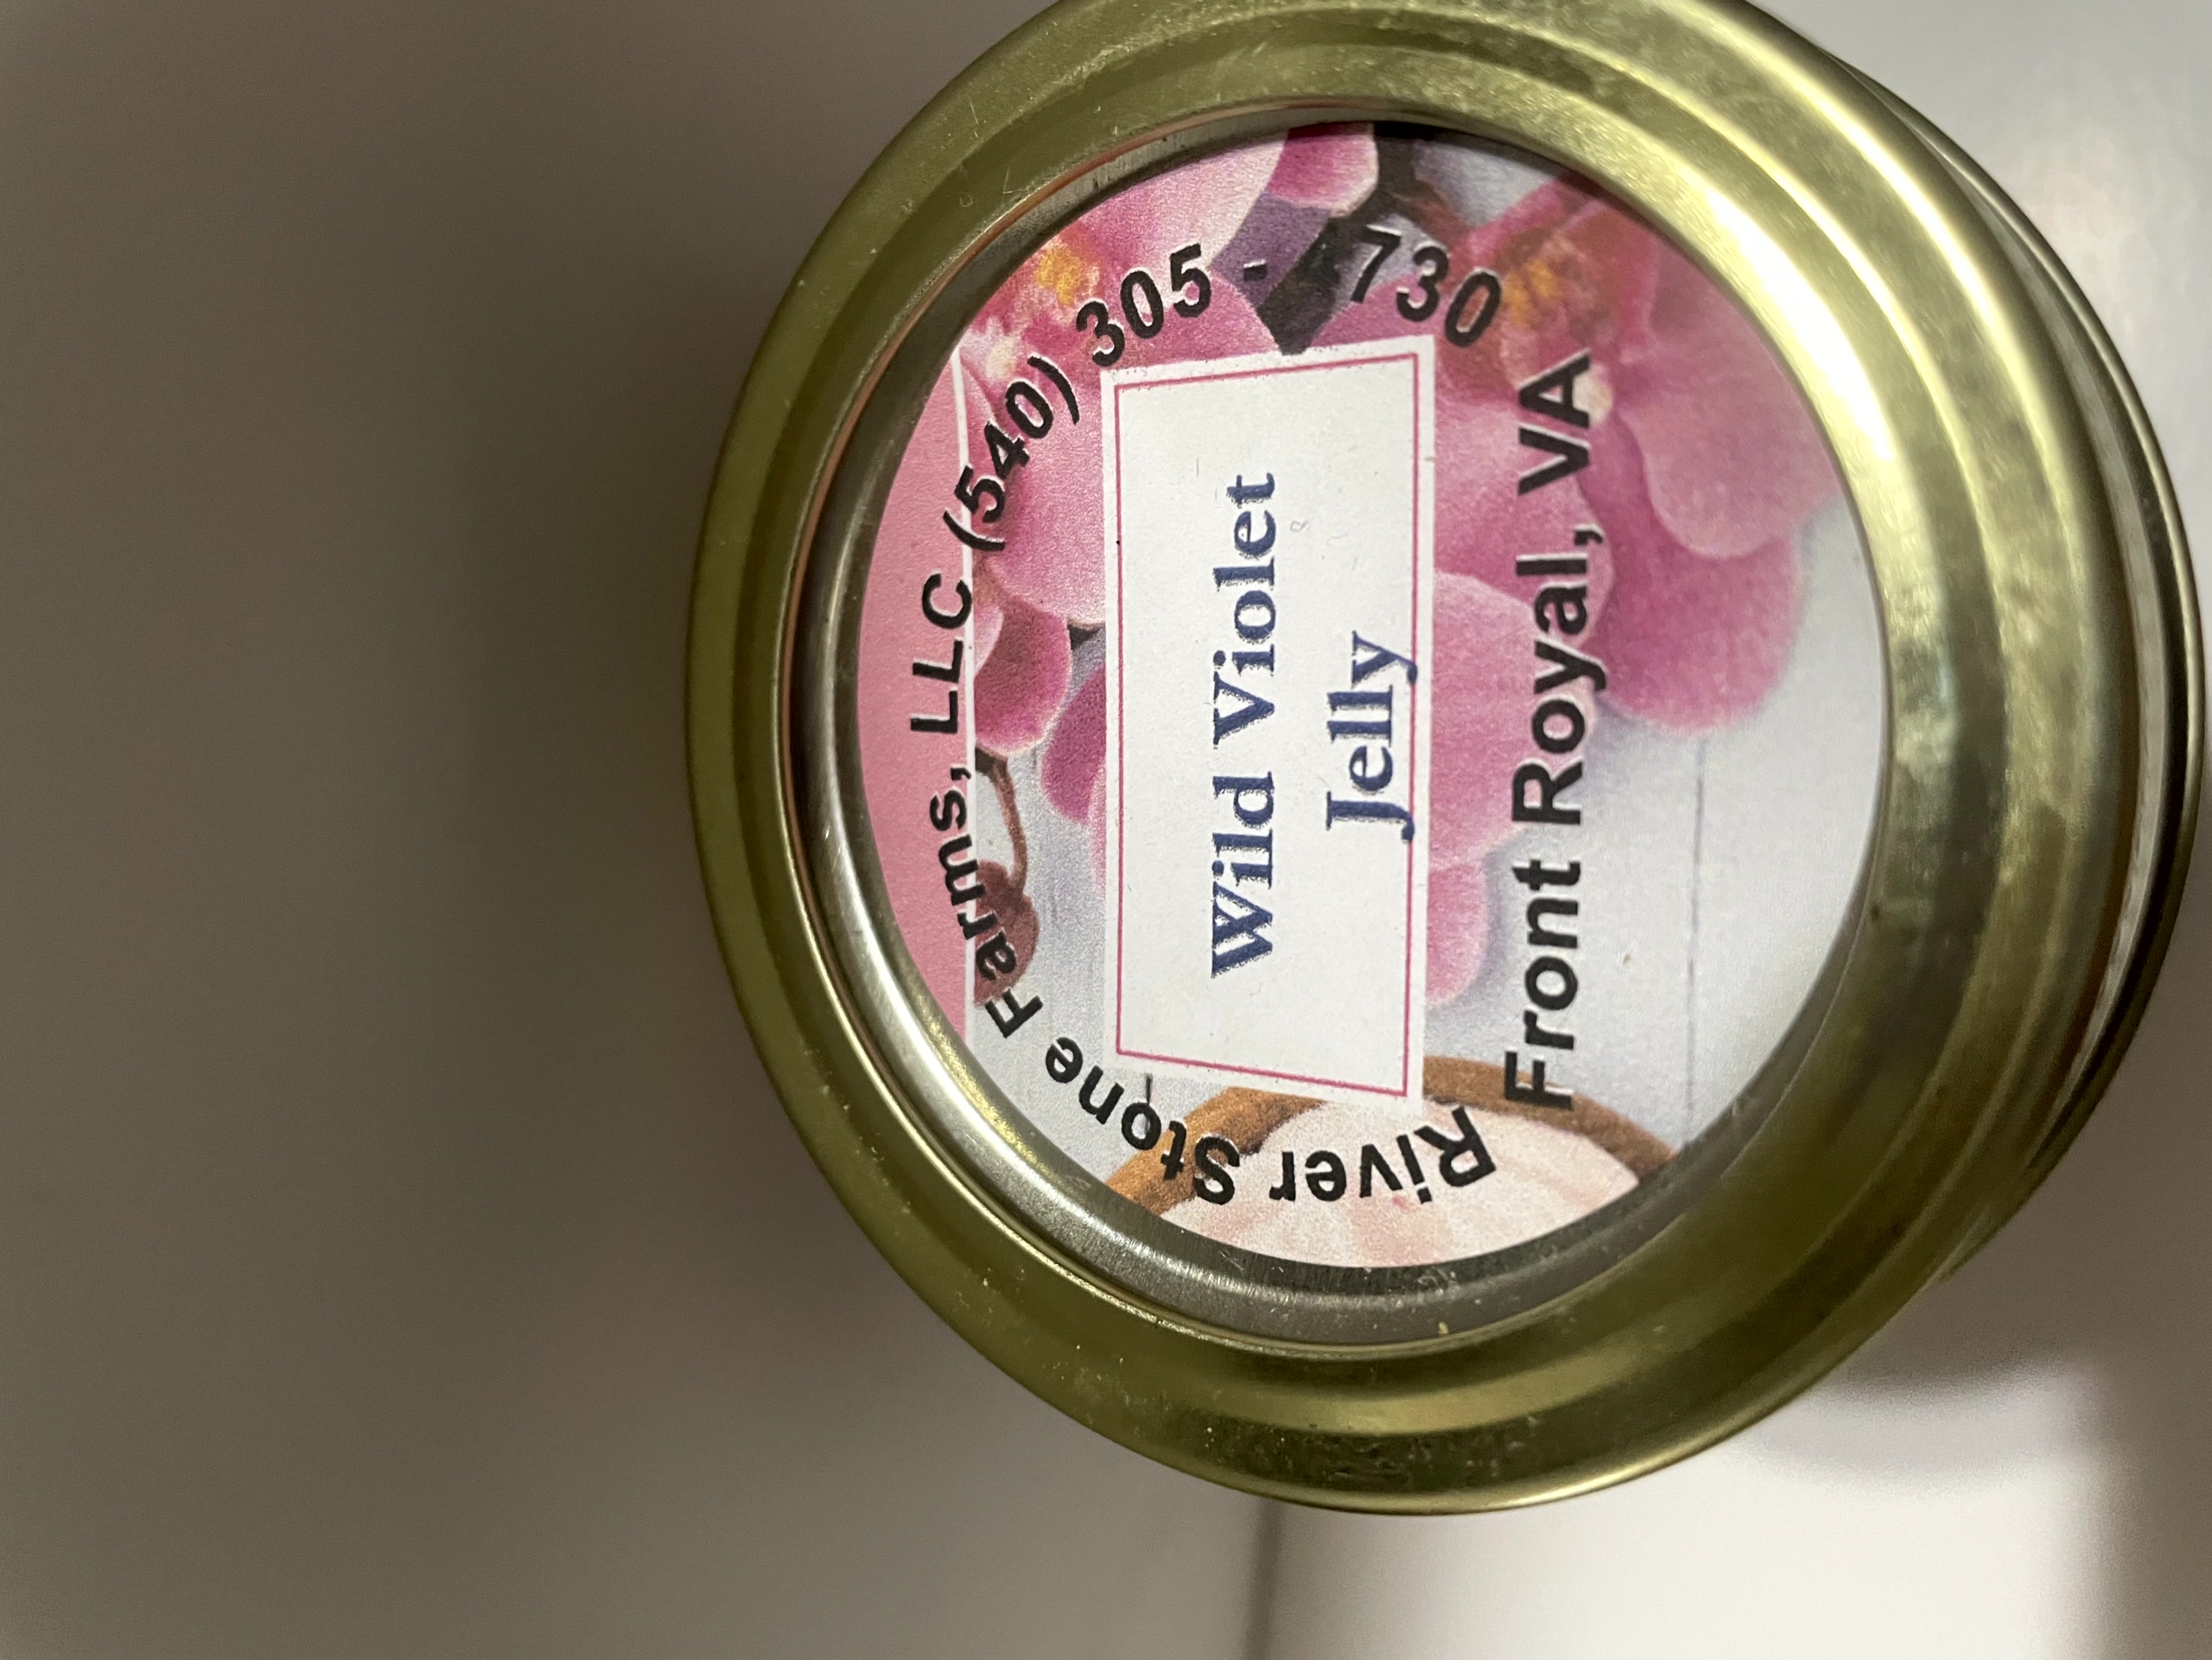 River Stone Farms, LLC (540) 305 - 730
Wild Violet
Jelly
Front Royal, VA